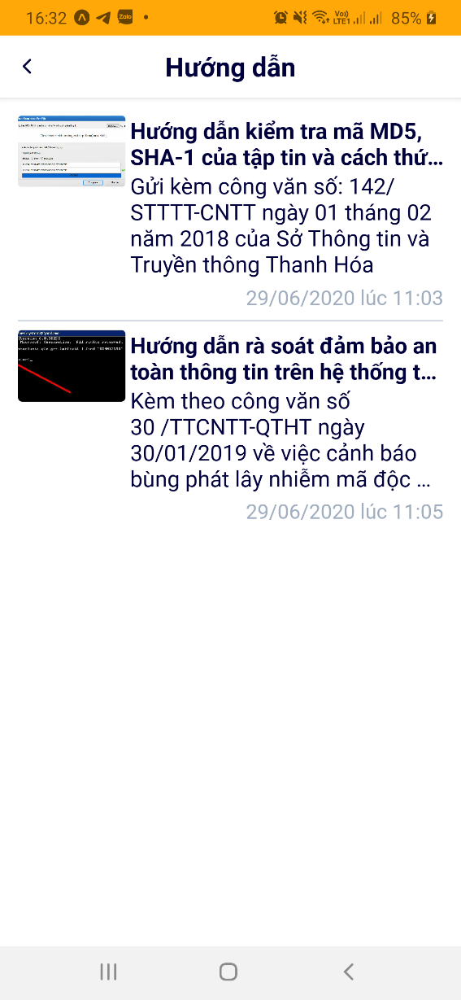 16:32
Zalo
Vo))
LTE1
85%
Hướng dẫn
Hướng dẫn kiểm tra mã MD5,
SHA-1 của tập tin và cách thứ...
Gửi kèm công văn số: 142/
STTTT-CNTT ngày 01 tháng 02
năm 2018 của Sở Thông tin và
Truyền thông Thanh Hóa
29/06/2020 lúc 11:03
Hướng dẫn rà soát đảm bảo an
toàn thông tin trên hệ thống t...
Kèm theo công văn số
30 /TTCNTT-QTHT ngày
30/01/2019 về việc cảnh báo
bùng phát lây nhiễm mã độc ...
29/06/2020 lúc 11:05